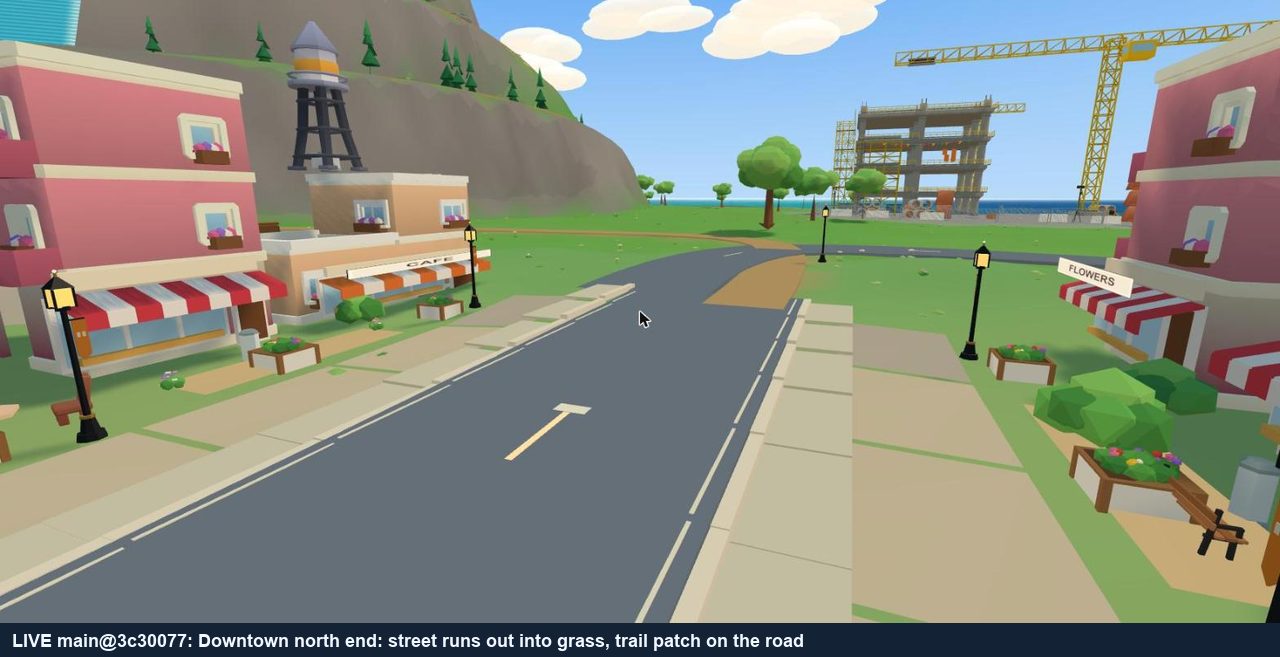 CAFE
FLOWERS
LIVE main@3c30077: Downtown north end: street runs out into grass, trail patch on the road